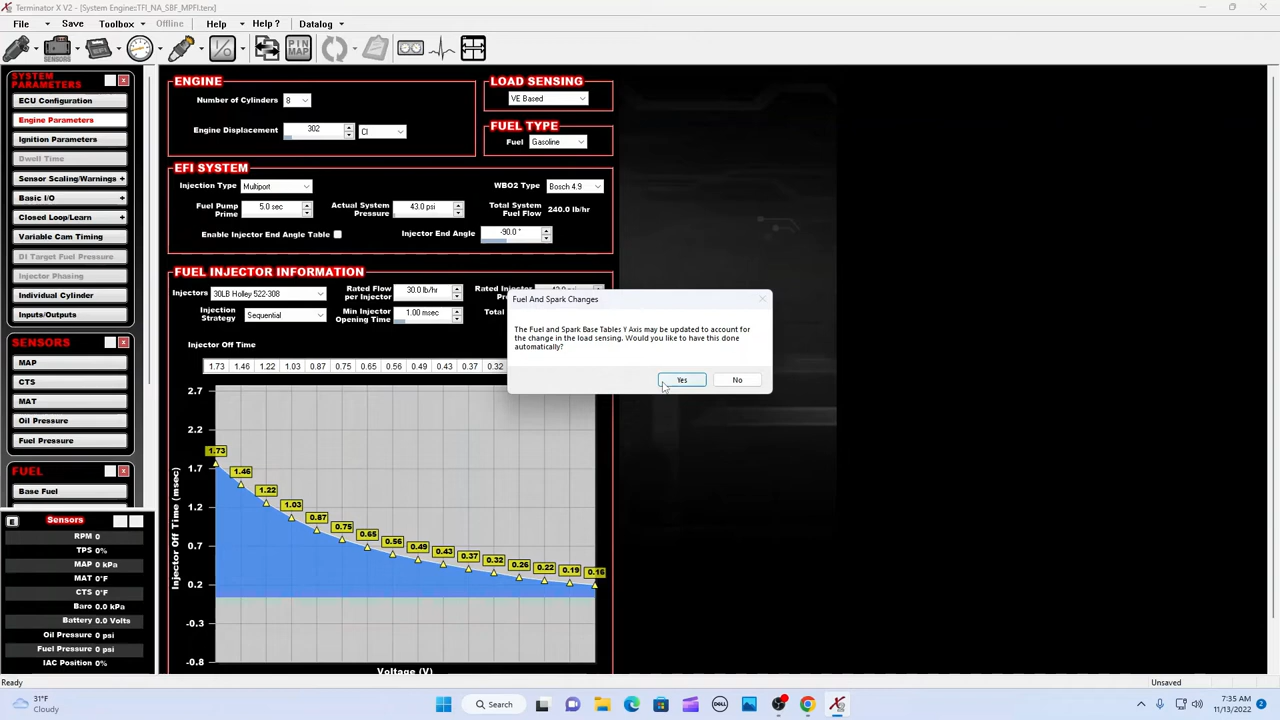 Terminator X V2 - [System Engine:TFI_NA_SBF_MPFI.terx]
File Save Toolbox Offline Help Help ? Datalog
SENSORS I/O PIN MAP
SYSTEM PARAMETERS
ECU Configuration
Engine Parameters
Ignition Parameters
Dwell Time
Sensor Scaling/Warnings +
Basic I/O +
Closed Loop/Learn +
Variable Cam Timing
DI Target Fuel Pressure
Injector Phasing
Individual Cylinder
Inputs/Outputs
SENSORS
MAP
CTS
MAT
Oil Pressure
Fuel Pressure
FUEL
Base Fuel
Sensors
RPM 0
TPS 0%
MAP 0 kPa
MAT 0°F
CTS 0°F
Baro 0.0 kPa
Battery 0.0 Volts
Oil Pressure 0 psi
Fuel Pressure 0 psi
IAC Position 0%
ENGINE
Number of Cylinders 8
Engine Displacement 302 CI
LOAD SENSING
VE Based
FUEL TYPE
Fuel Gasoline
EFI SYSTEM
Injection Type Multiport WBO2 Type Bosch 4.9
Fuel Pump Prime 5.0 sec Actual System Pressure 43.0 psi Total System Fuel Flow 240.0 lb/hr
Enable Injector End Angle Table Injector End Angle -90.0 °
FUEL INJECTOR INFORMATION
Injectors 30LB Holley 522-308 Rated Flow per Injector 30.0 lb/hr
Injection Strategy Sequential Min Injector Opening Time 1.00 msec Total
Injector Off Time
1.73 1.46 1.22 1.03 0.87 0.75 0.65 0.56 0.49 0.43 0.37 0.32
Fuel And Spark Changes
The Fuel and Spark Base Tables Y Axis may be updated to account for
the change in the load sensing. Would you like to have this done
automatically?
Yes No
Injector Off Time (msec)
2.7
2.2
1.7
1.2
0.7
0.2
-0.3
-0.8
1.73 1.46 1.22 1.03 0.87 0.75 0.65 0.56 0.49 0.43 0.37 0.32 0.26 0.22 0.19 0.16
Voltage (V)
Ready Unsaved
31°F
Cloudy
Search
DELL
7:35 AM
11/13/2022
2